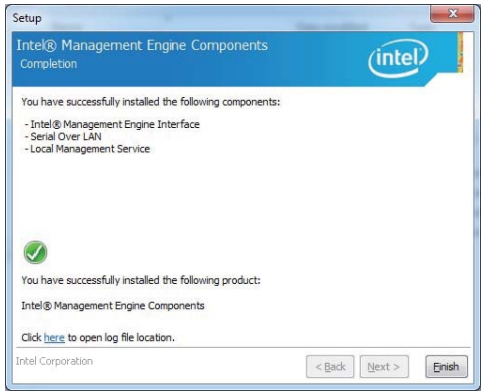 Setup
Intel® Management Engine Components
Completion
intel
You have successfully installed the following components:
- Intel® Management Engine Interface
- Serial Over LAN
- Local Management Service
You have successfully installed the following product:
Intel® Management Engine Components
Click here to open log file location.
Intel Corporation
< Back Next > Finish